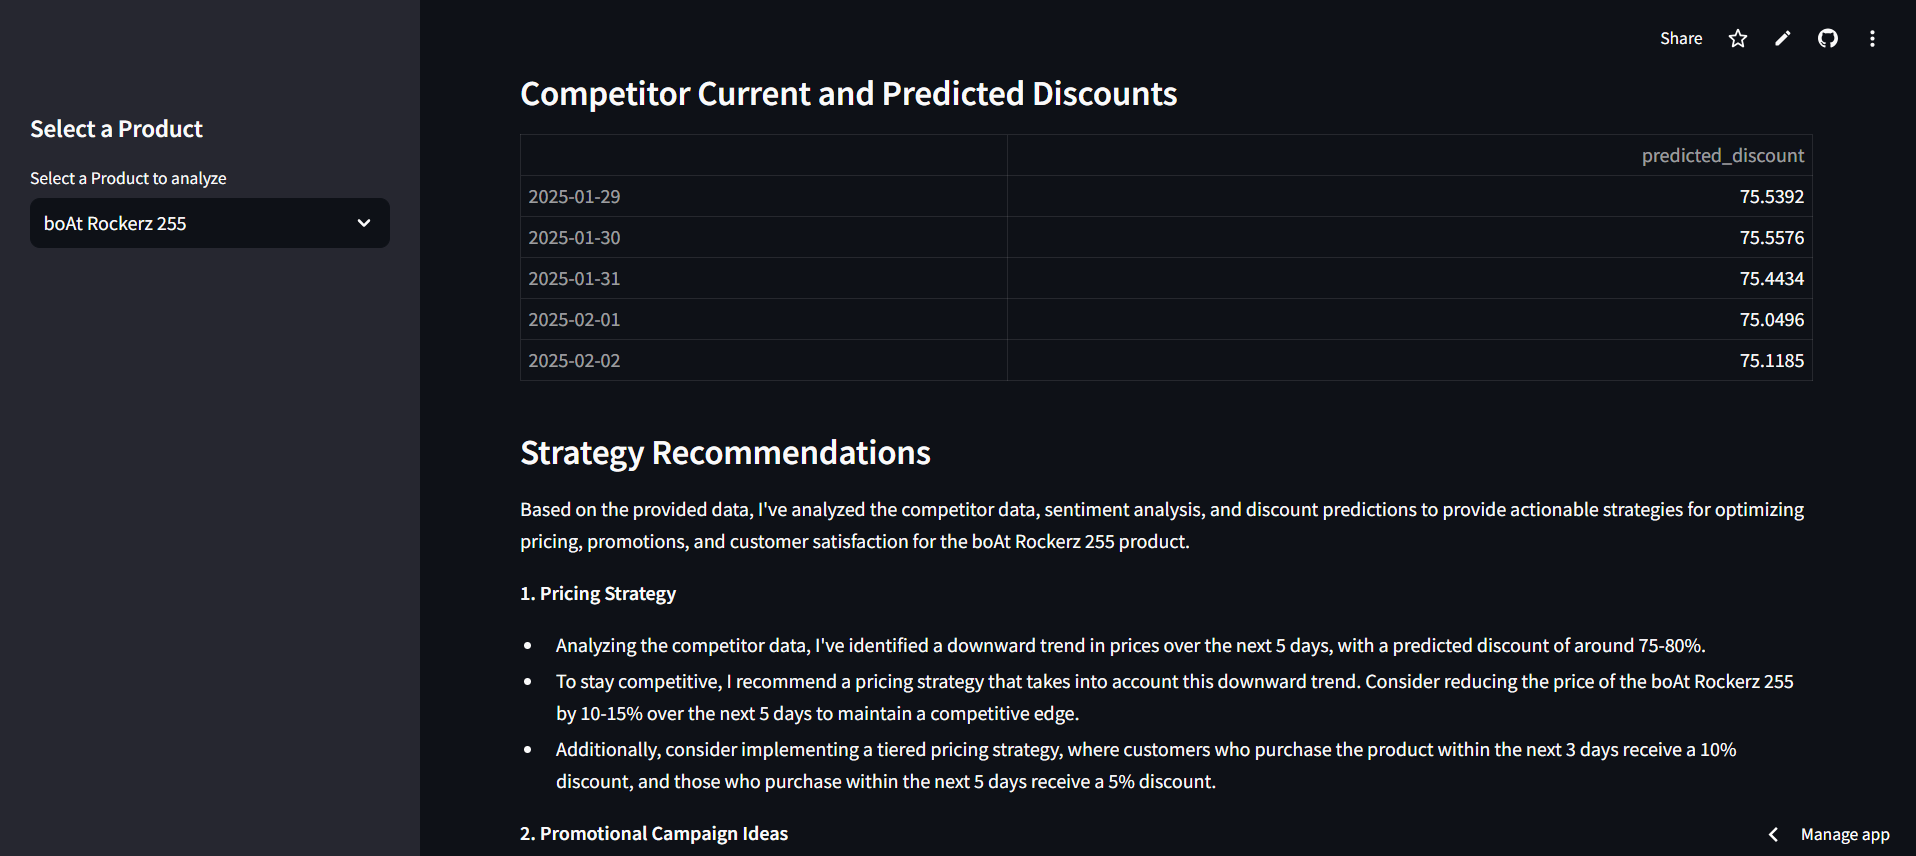 Share
Select a Product
Select a Product to analyze
boAt Rockerz 255
Competitor Current and Predicted Discounts
predicted_discount
2025-01-29 75.5392
2025-01-30 75.5576
2025-01-31 75.4434
2025-02-01 75.0496
2025-02-02 75.1185
Strategy Recommendations
Based on the provided data, I've analyzed the competitor data, sentiment analysis, and discount predictions to provide actionable strategies for optimizing
pricing, promotions, and customer satisfaction for the boAt Rockerz 255 product.
1. Pricing Strategy
• Analyzing the competitor data, I've identified a downward trend in prices over the next 5 days, with a predicted discount of around 75-80%.
• To stay competitive, I recommend a pricing strategy that takes into account this downward trend. Consider reducing the price of the boAt Rockerz 255
by 10-15% over the next 5 days to maintain a competitive edge.
• Additionally, consider implementing a tiered pricing strategy, where customers who purchase the product within the next 3 days receive a 10%
discount, and those who purchase within the next 5 days receive a 5% discount.
2. Promotional Campaign Ideas
Manage app